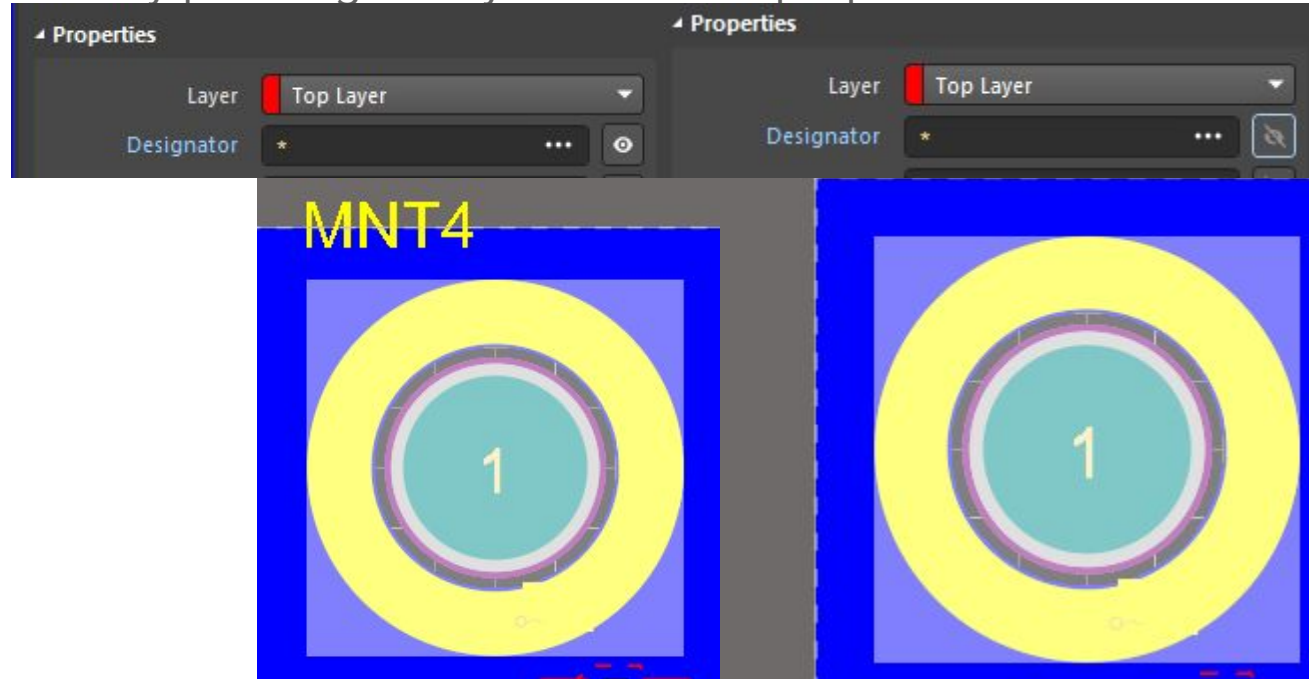 Properties
Layer Top Layer
Designator * ...
Properties
Layer Top Layer
Designator * ...
MNT4
1
1